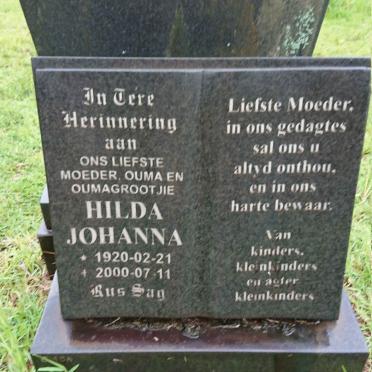 In Tere
Herinnering
aan
ONS LIEFSTE
MOEDER, OUMA EN
OUMAGROOTJIE
HILDA
JOHANNA
* 1920-02-21
† 2000-07-11
Rus Sag
Liefste Moeder,
in ons gedagtes
sal ons u
altyd onthou,
en in ons
harte bewaar.
Van
kinders,
kleinkinders
en agter
kleinkinders